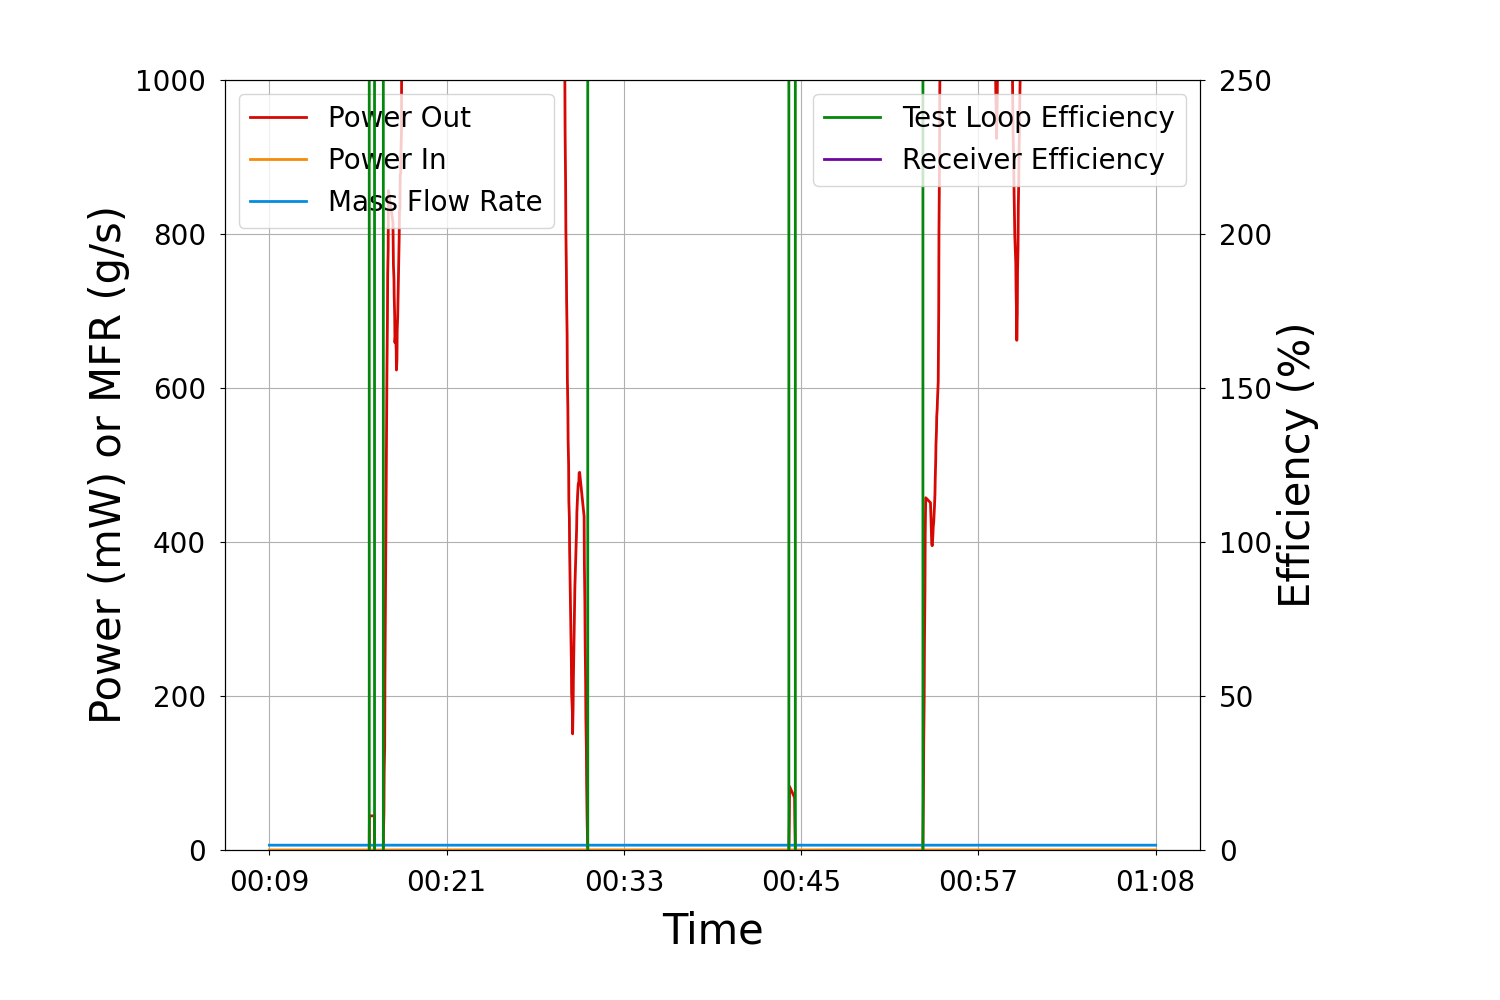 1000
800
600
400
200
0
Power (mW) or MFR (g/s)
Power Out
Power In
Mass Flow Rate
Test Loop Efficiency
Receiver Efficiency
250
200
150
100
50
0
Efficiency (%)
00:09 00:21 00:33 00:45 00:57 01:08
Time